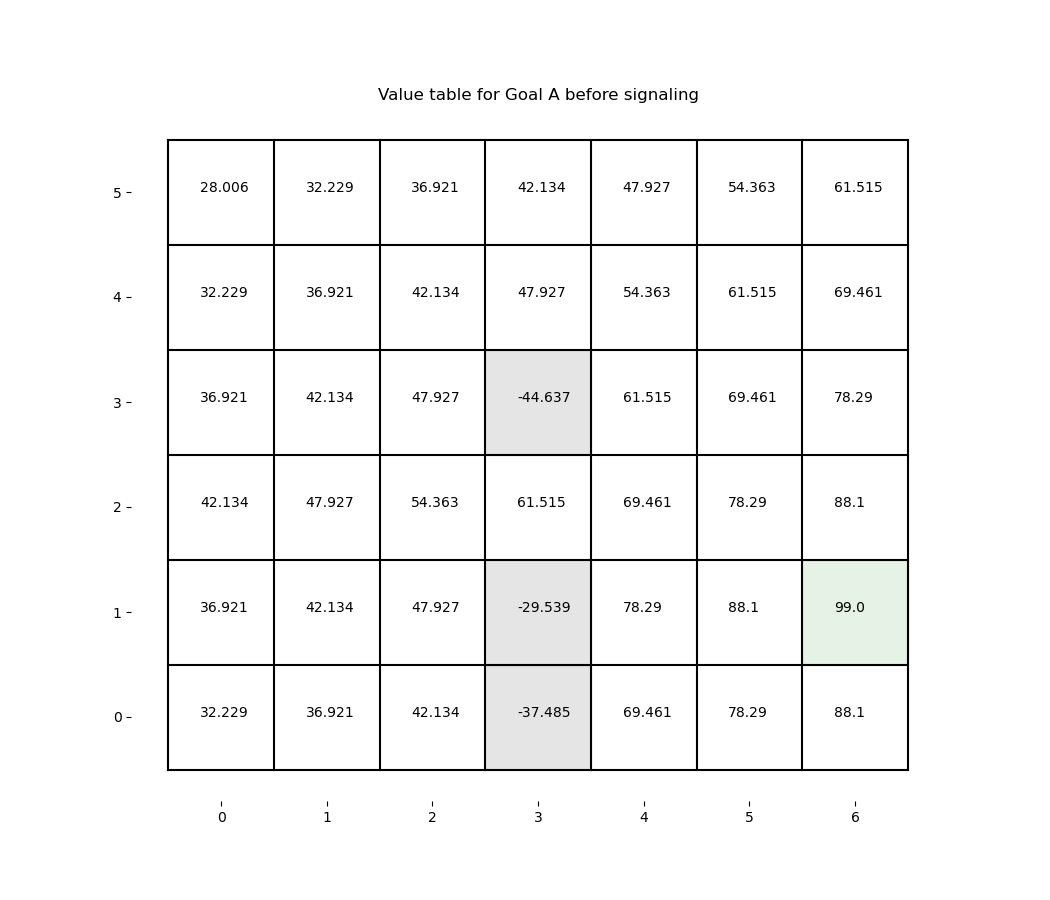 Value table for Goal A before signaling
5 28.006 32.229 36.921 42.134 47.927 54.363 61.515
4 32.229 36.921 42.134 47.927 54.363 61.515 69.461
3 36.921 42.134 47.927 -44.637 61.515 69.461 78.29
2 42.134 47.927 54.363 61.515 69.461 78.29 88.1
1 36.921 42.134 47.927 -29.539 78.29 88.1 99.0
0 32.229 36.921 42.134 -37.485 69.461 78.29 88.1
0 1 2 3 4 5 6